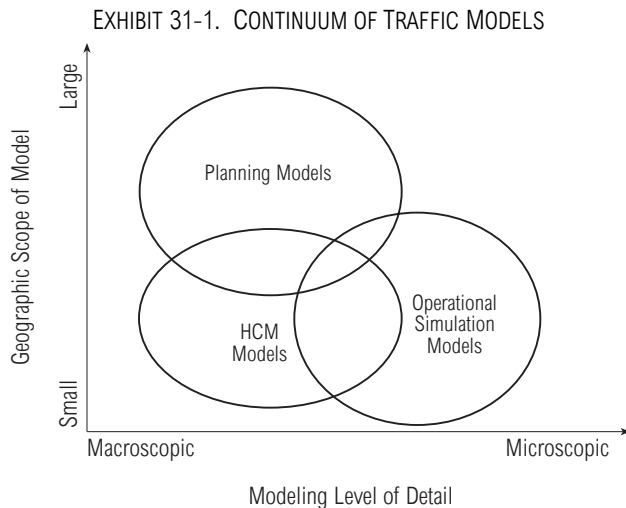 EXHIBIT 31-1. CONTINUUM OF TRAFFIC MODELS
Large
Geographic Scope of Model
Small
Planning Models
HCM
Models
Operational
Simulation
Models
Macroscopic
Microscopic
Modeling Level of Detail